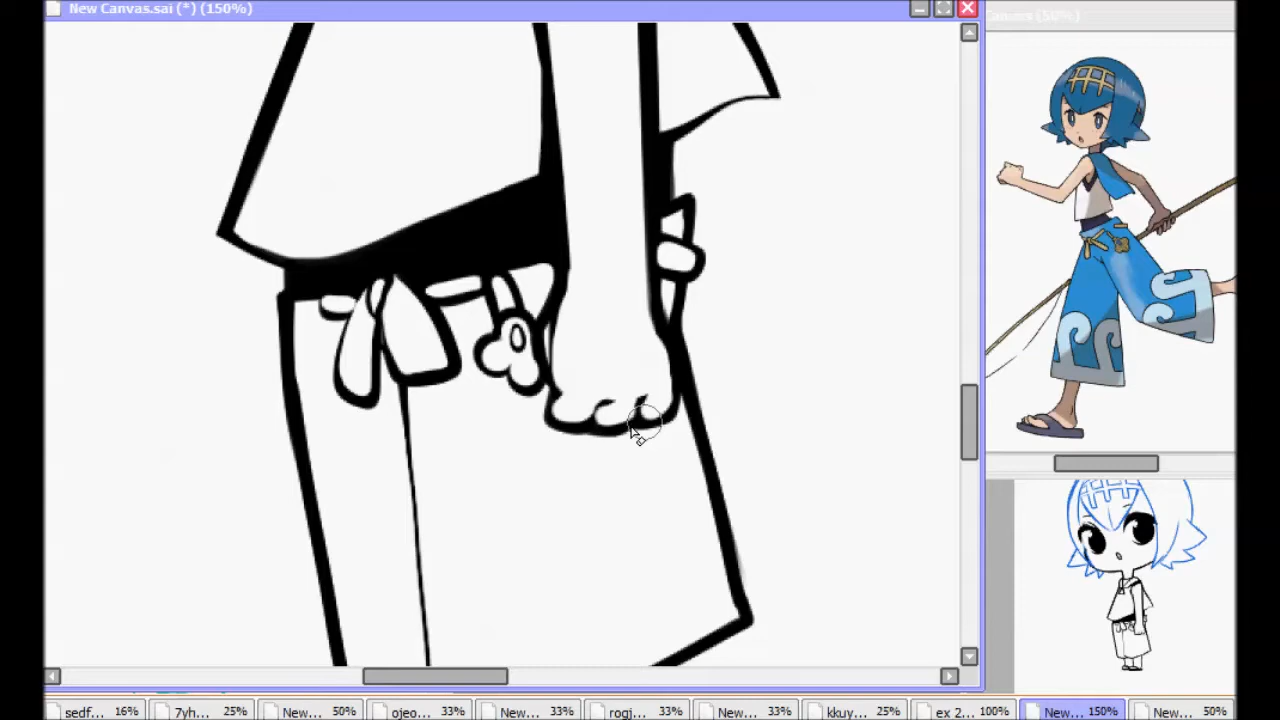 New Canvas.sai (*) (150%)
(50%)
sedf... 16%
7yh... 25%
New... 50%
ojeo... 33%
New... 33%
rogj... 33%
New... 33%
kkuy... 25%
ex 2... 100%
New... 150%
New... 50%